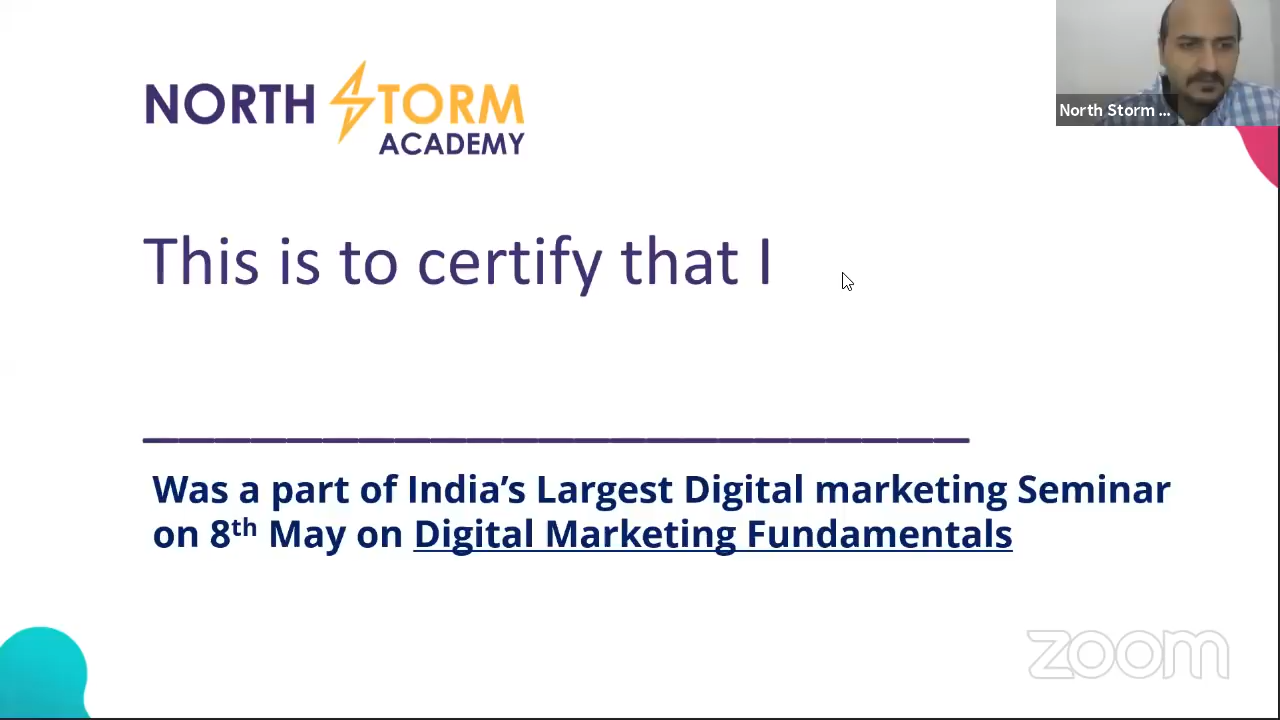 NORTH STORM
ACADEMY
North Storm ...
This is to certify that I
Was a part of India’s Largest Digital marketing Seminar
on 8th May on Digital Marketing Fundamentals
zoom